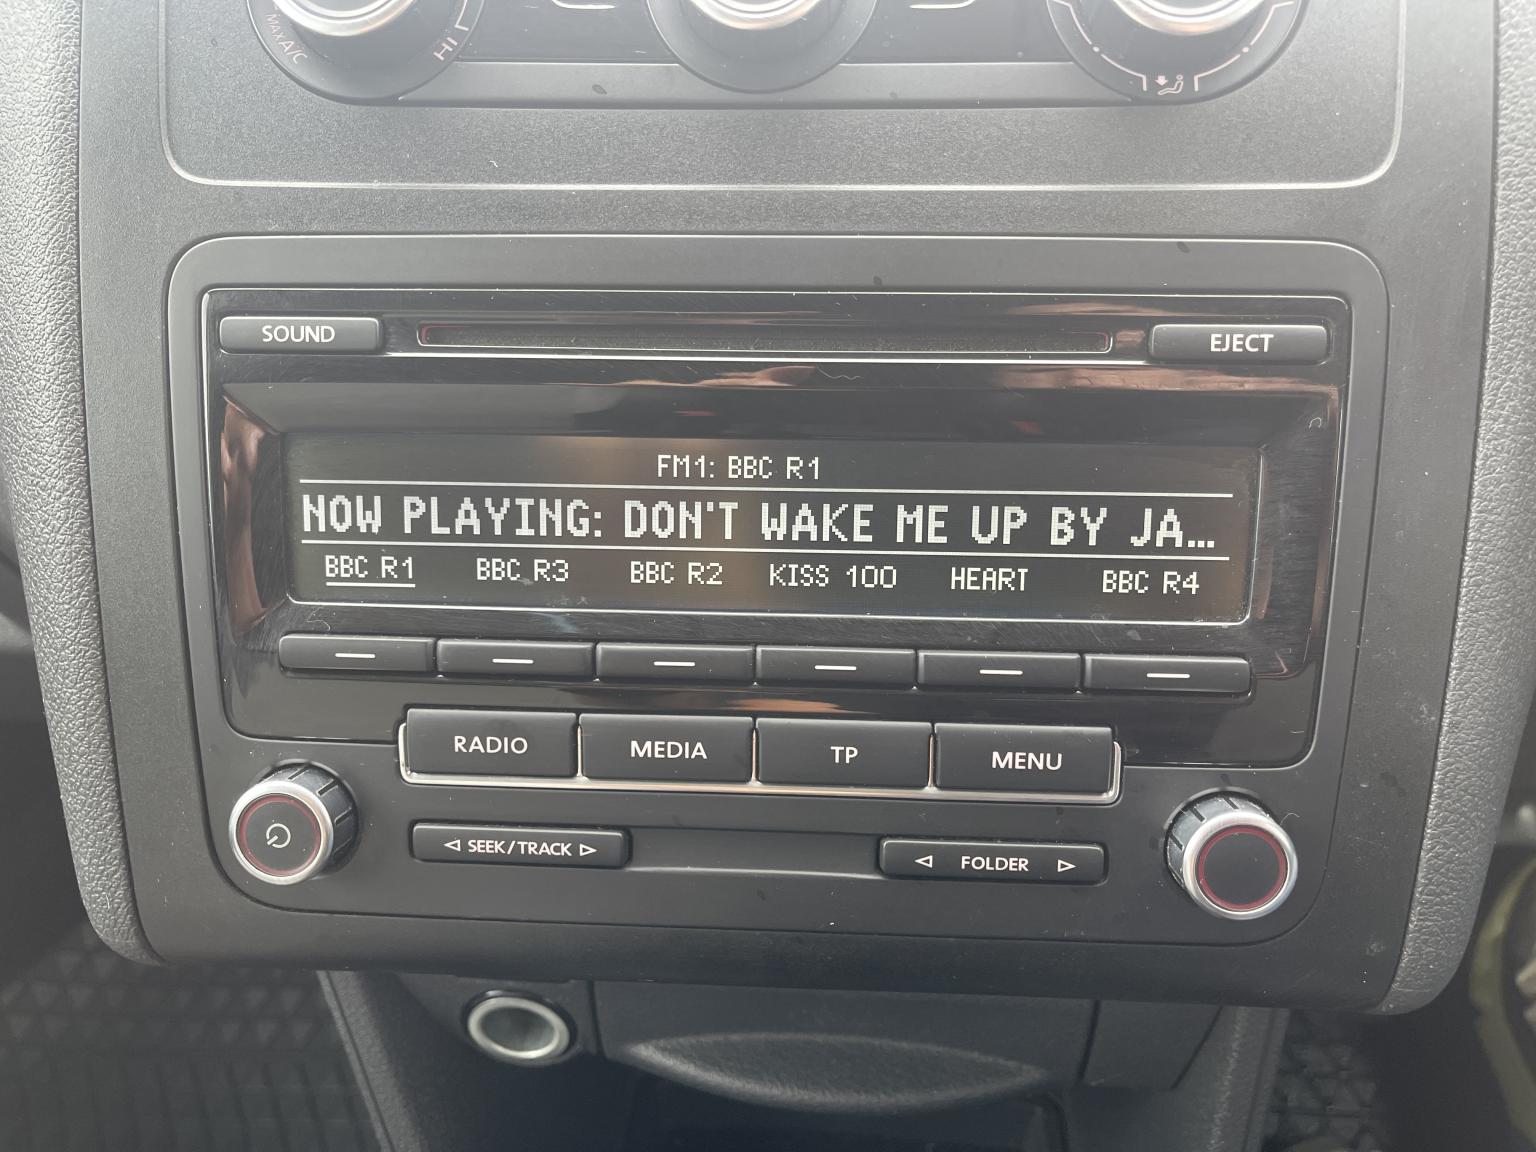 MAX A/C HI
SOUND EJECT
FM1: BBC R1
NOW PLAYING: DON'T WAKE ME UP BY JA...
BBC R1 BBC R3 BBC R2 KISS 100 HEART BBC R4
RADIO MEDIA TP MENU
SEEK/TRACK FOLDER